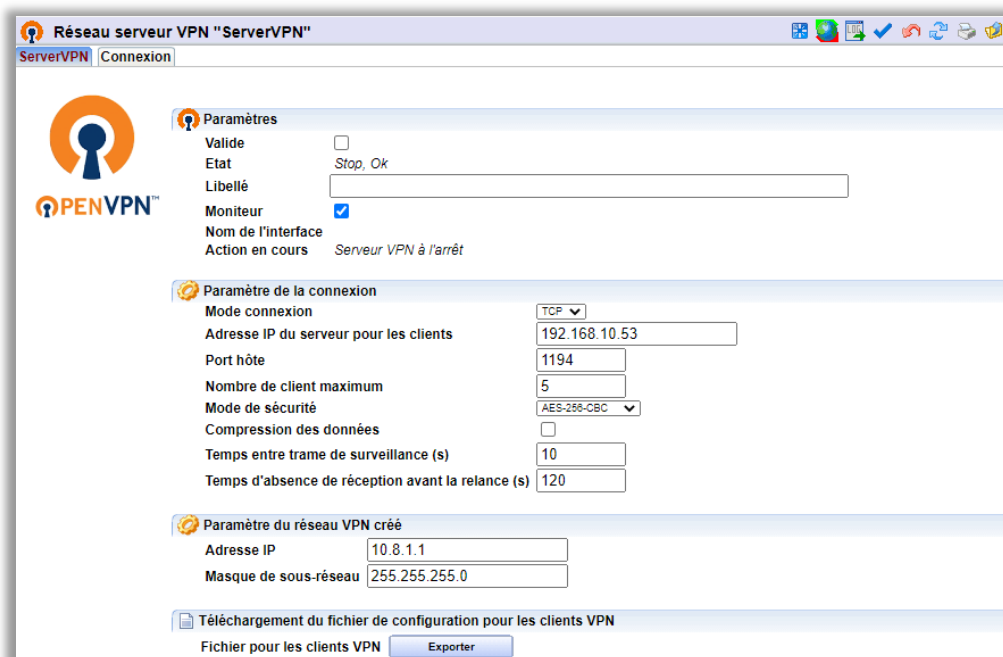 Réseau serveur VPN "ServerVPN"
LOG
ServerVPN Connexion
OPENVPN™
Paramètres
Valide
Etat Stop, Ok
Libellé
Moniteur
Nom de l'interface
Action en cours Serveur VPN à l'arrêt
Paramètre de la connexion
Mode connexion TCP
Adresse IP du serveur pour les clients 192.168.10.53
Port hôte 1194
Nombre de client maximum 5
Mode de sécurité AES-256-CBC
Compression des données
Temps entre trame de surveillance (s) 10
Temps d'absence de réception avant la relance (s) 120
Paramètre du réseau VPN créé
Adresse IP 10.8.1.1
Masque de sous-réseau 255.255.255.0
Téléchargement du fichier de configuration pour les clients VPN
Fichier pour les clients VPN Exporter